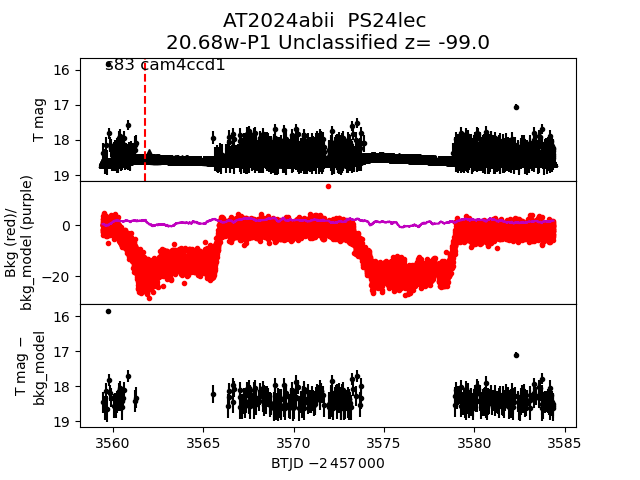 AT2024abii  PS24lec
20.68w-P1 Unclassified z= -99.0
s83 cam4ccd1
16
17
18
19
T mag
0
−20
Bkg (red)/
bkg_model (purple)
16
17
18
19
T mag −
bkg_model
3560
3565
3570
3575
3580
3585
BTJD −2 457 000